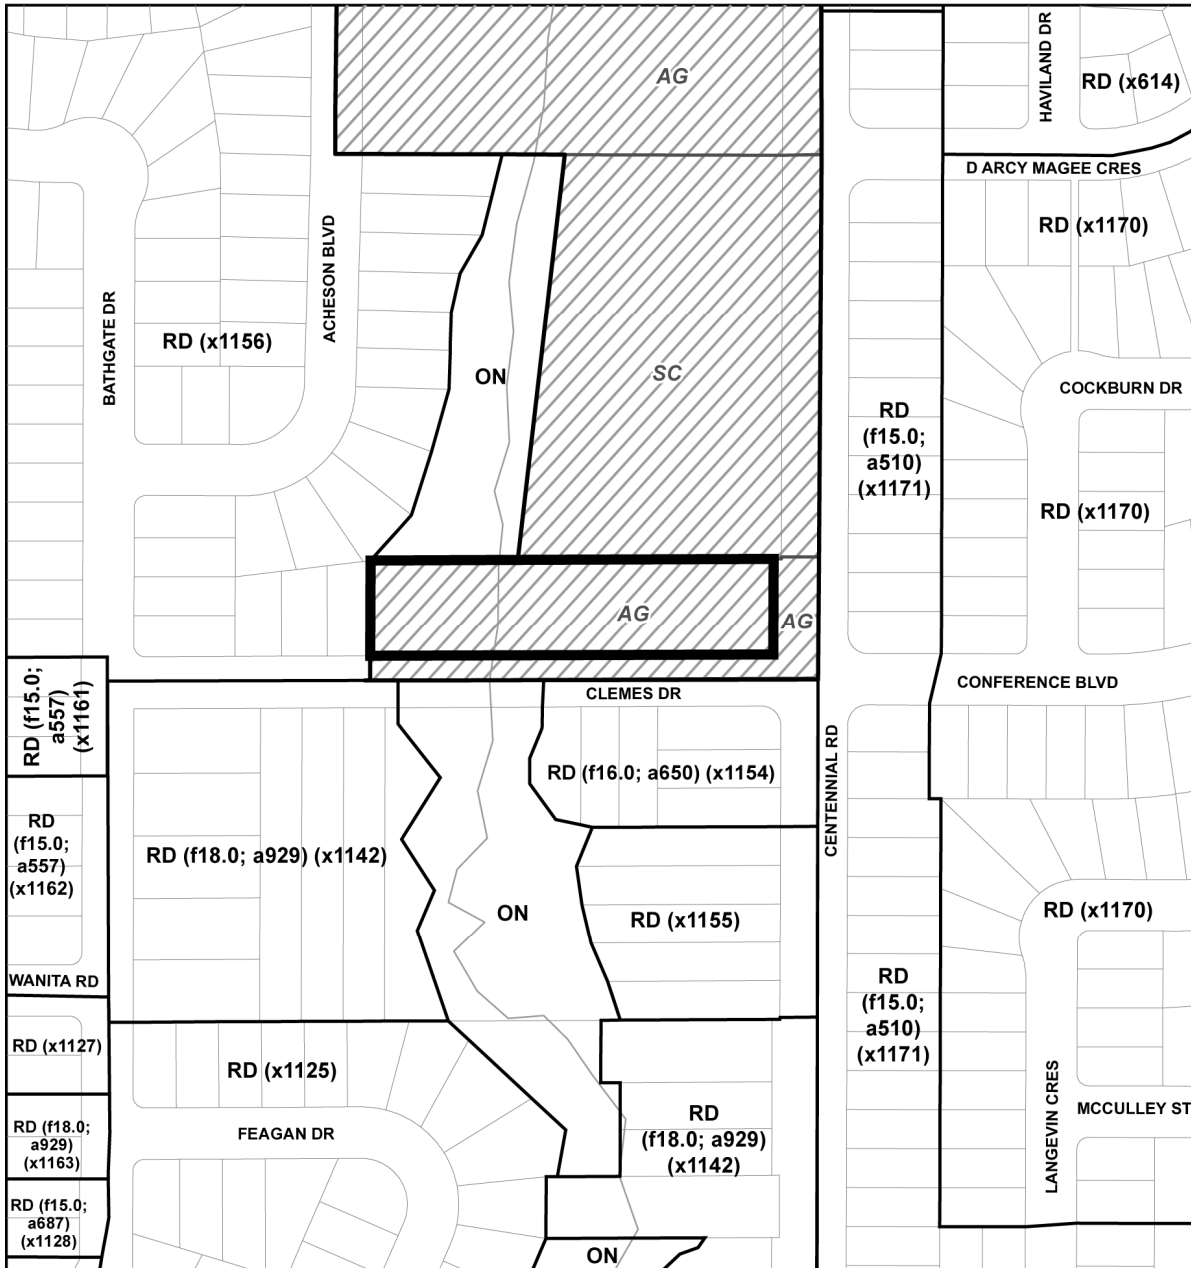 HAVILAND DR
AG
RD (x614)
D ARCY MAGEE CRES
RD (x1170)
ACHESON BLVD
BATHGATE DR
RD (x1156)
ON
SC
COCKBURN DR
RD
(f15.0;
a510)
(x1171)
RD (x1170)
AG
AG
RD (f15.0;
a557)
(x1161)
CLEMES DR
CONFERENCE BLVD
CENTENNIAL RD
RD (f16.0; a650) (x1154)
RD
(f15.0;
a557)
(x1162)
RD (f18.0; a929) (x1142)
ON
RD (x1155)
RD (x1170)
WANITA RD
RD
(f15.0;
a510)
(x1171)
RD (x1127)
RD (x1125)
LANGEVIN CRES
MCCULLEY ST
RD (f18.0;
a929)
(x1163)
FEAGAN DR
RD
(f18.0; a929)
(x1142)
RD (f15.0;
a687)
(x1128)
ON